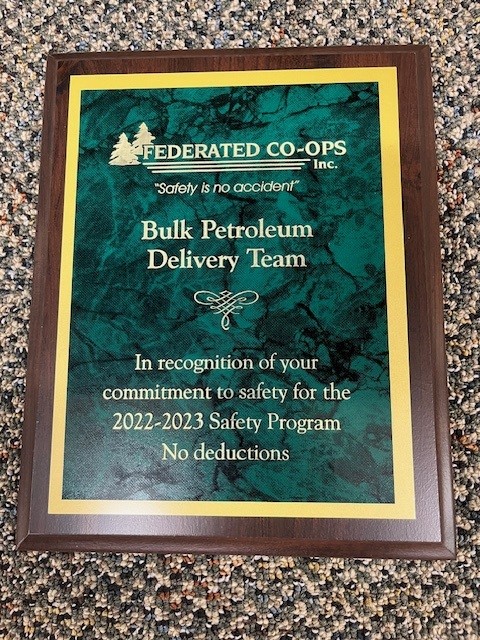 FEDERATED CO-OPS
Inc.
"Safety is no accident"
Bulk Petroleum
Delivery Team
In recognition of your
commitment to safety for the
2022-2023 Safety Program
No deductions